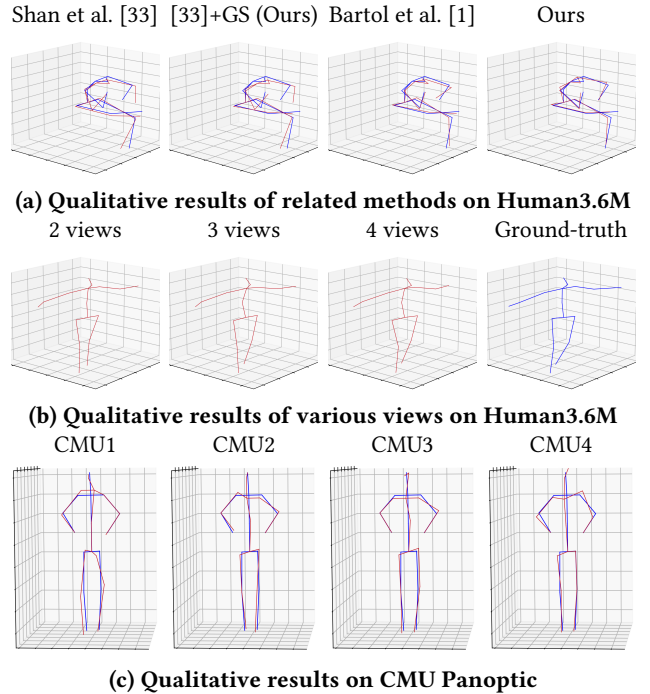 Shan et al. [33] [33]+GS (Ours) Bartol et al. [1] Ours
(a) Qualitative results of related methods on Human3.6M
2 views 3 views 4 views Ground-truth
(b) Qualitative results of various views on Human3.6M
CMU1 CMU2 CMU3 CMU4
(c) Qualitative results on CMU Panoptic